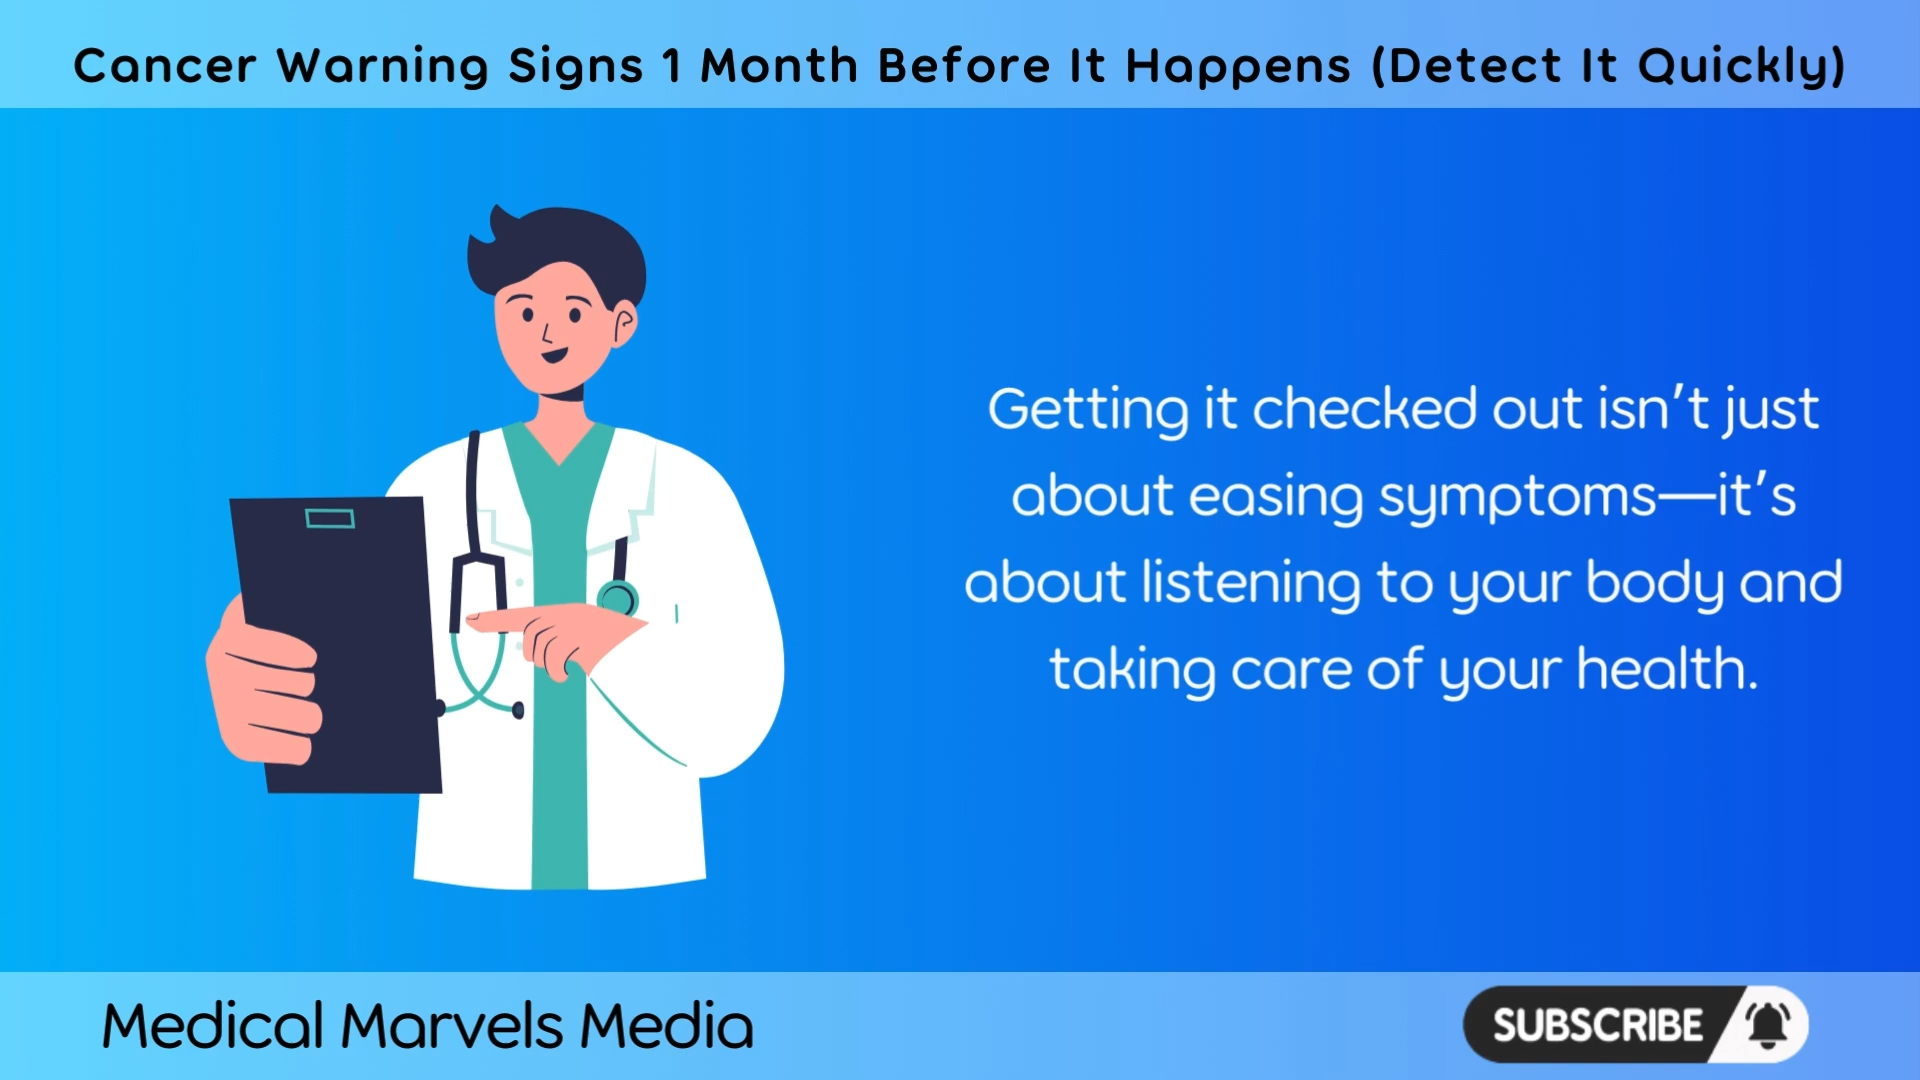 Cancer Warning Signs 1 Month Before It Happens (Detect It Quickly)
Getting it checked out isn't just
about easing symptoms—it's
about listening to your body and
taking care of your health.
Medical Marvels Media
SUBSCRIBE